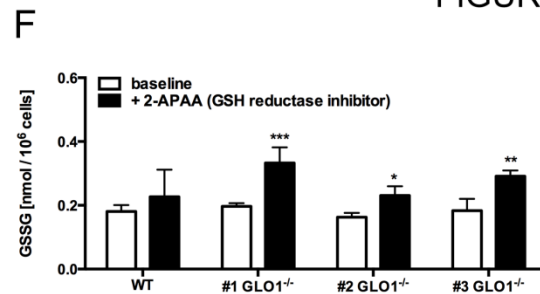 FIGUR
F
baseline
+ 2-APAA (GSH reductase inhibitor)
GSSG [nmol / 10⁶ cells]
0.6
0.4
0.2
0.0
***
*
**
WT
#1 GLO1⁻/⁻
#2 GLO1⁻/⁻
#3 GLO1⁻/⁻